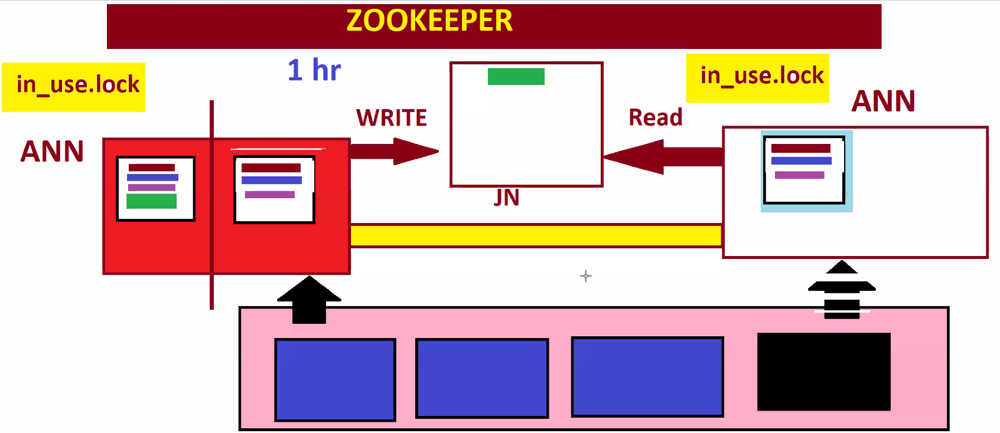 ZOOKEEPER
in_use.lock
1 hr
in_use.lock
ANN
WRITE
Read
ANN
JN